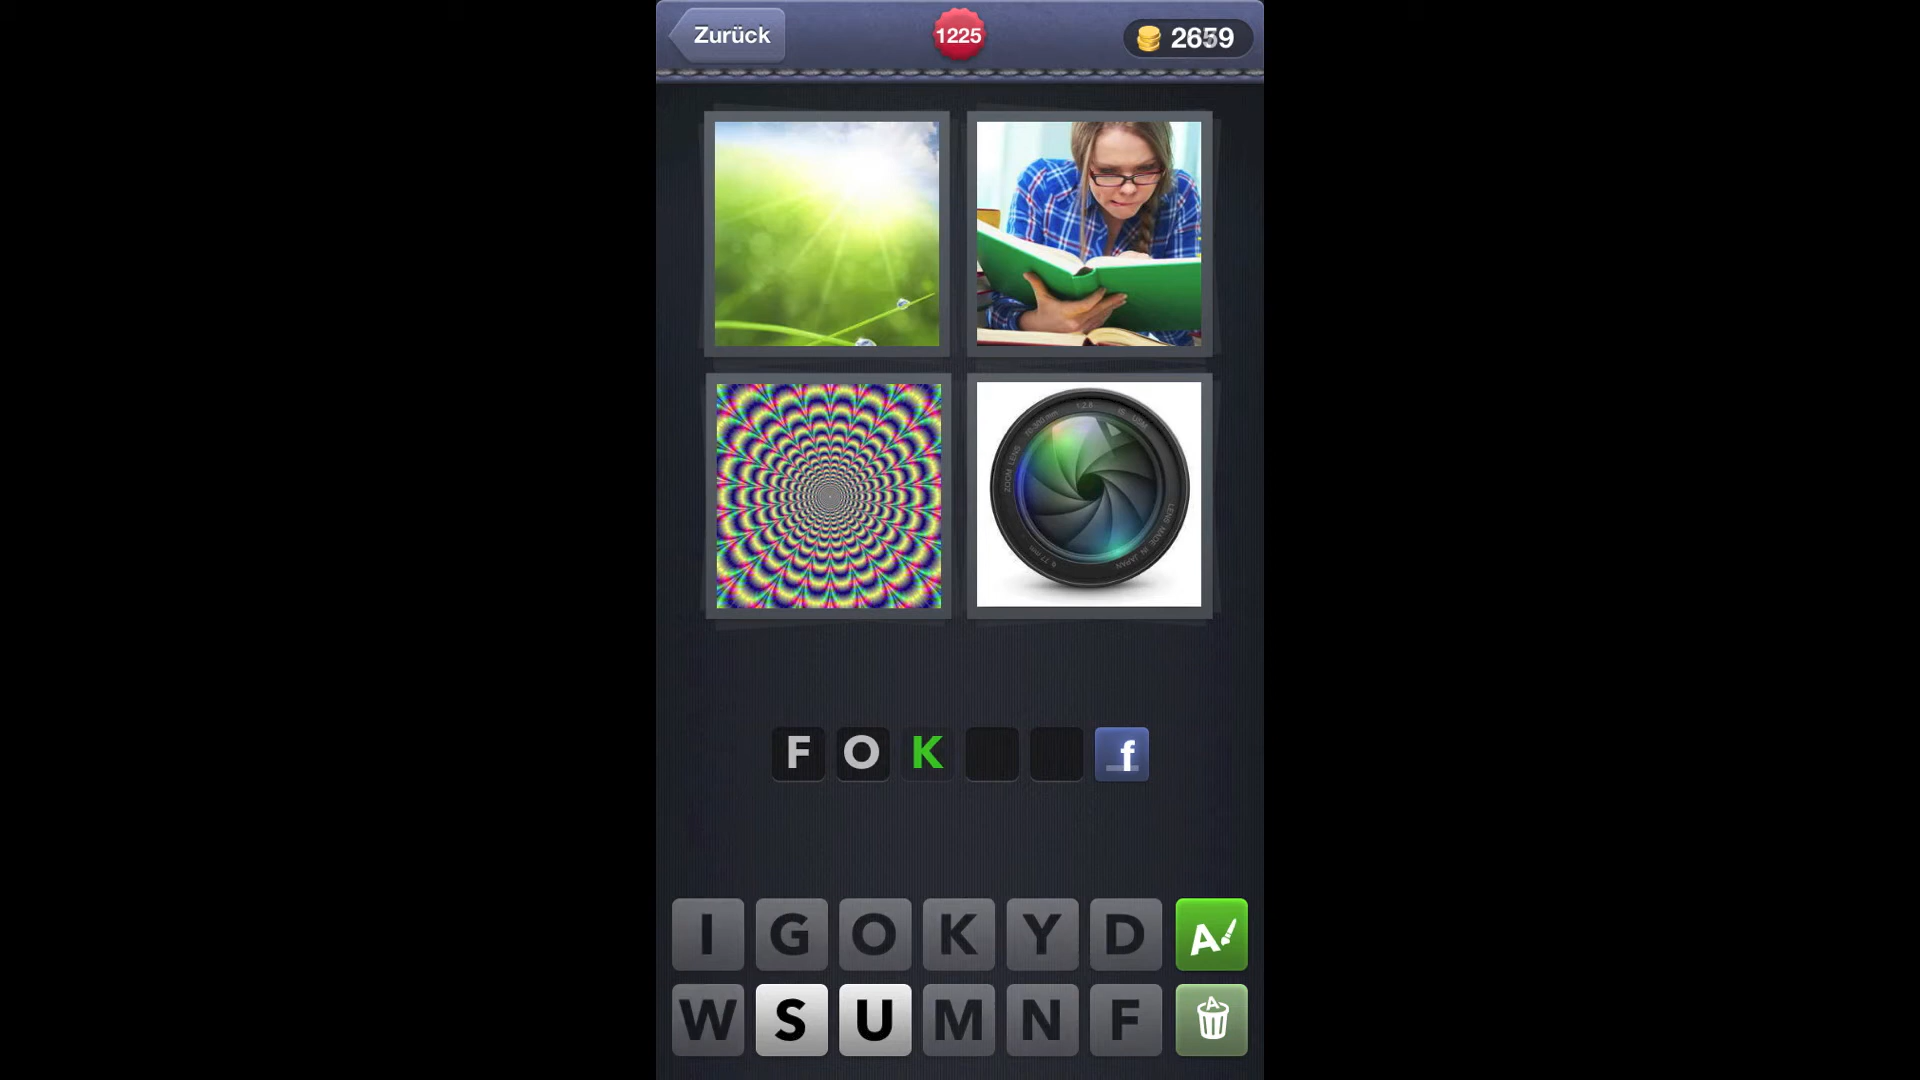 Zurück 1225 2659
F O K f
I G O K Y D A
W S U M N F A